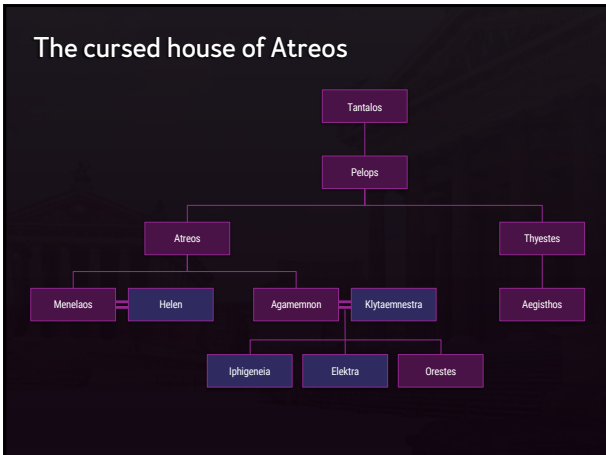 The cursed house of Atreos
Tantalos
Pelops
Atreos
Thyestes
Menelaos
Helen
Agamemnon
Klytaemnestra
Aegisthos
Iphigeneia
Elektra
Orestes